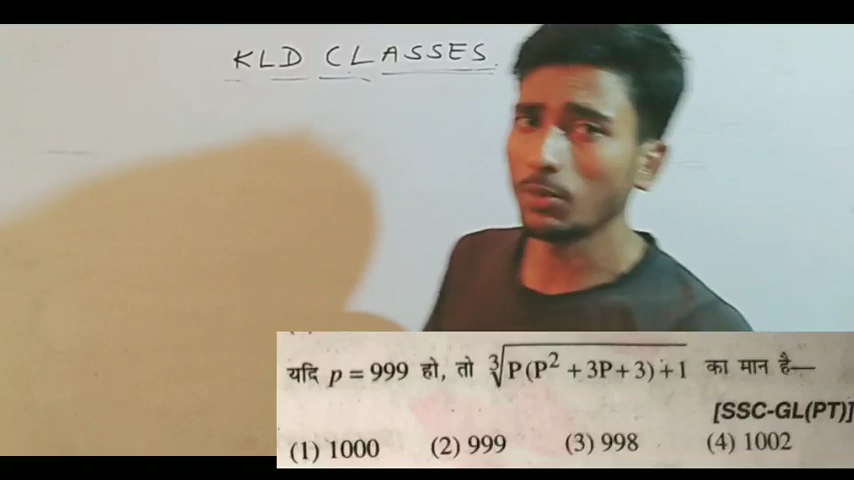 KLD CLASSES
यदि p = 999 हो, तो ∛P(P² + 3P + 3) + 1 का मान है—
[SSC-GL(PT)]
(1) 1000 (2) 999 (3) 998 (4) 1002